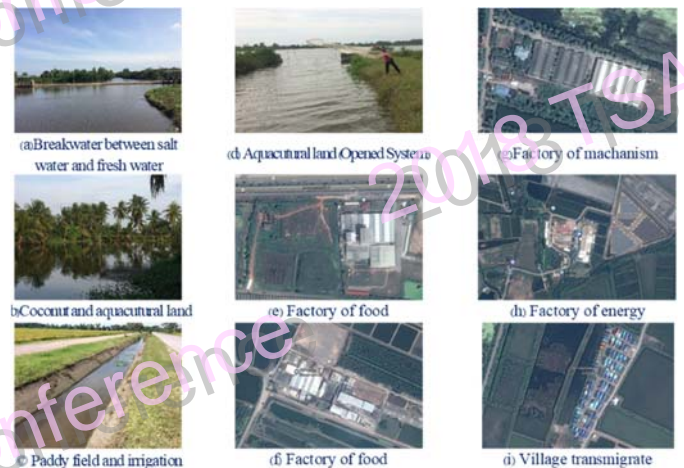 (a)Breakwater between salt
water and fresh water
(d) Aquacutural land (Opened System)
(g)Factory of machanism
b)Coconut and aquacutural land
(e) Factory of food
(h) Factory of energy
© Paddy field and irrigation
(f) Factory of food
(i) Village transmigrate
2018 TSA
Conference